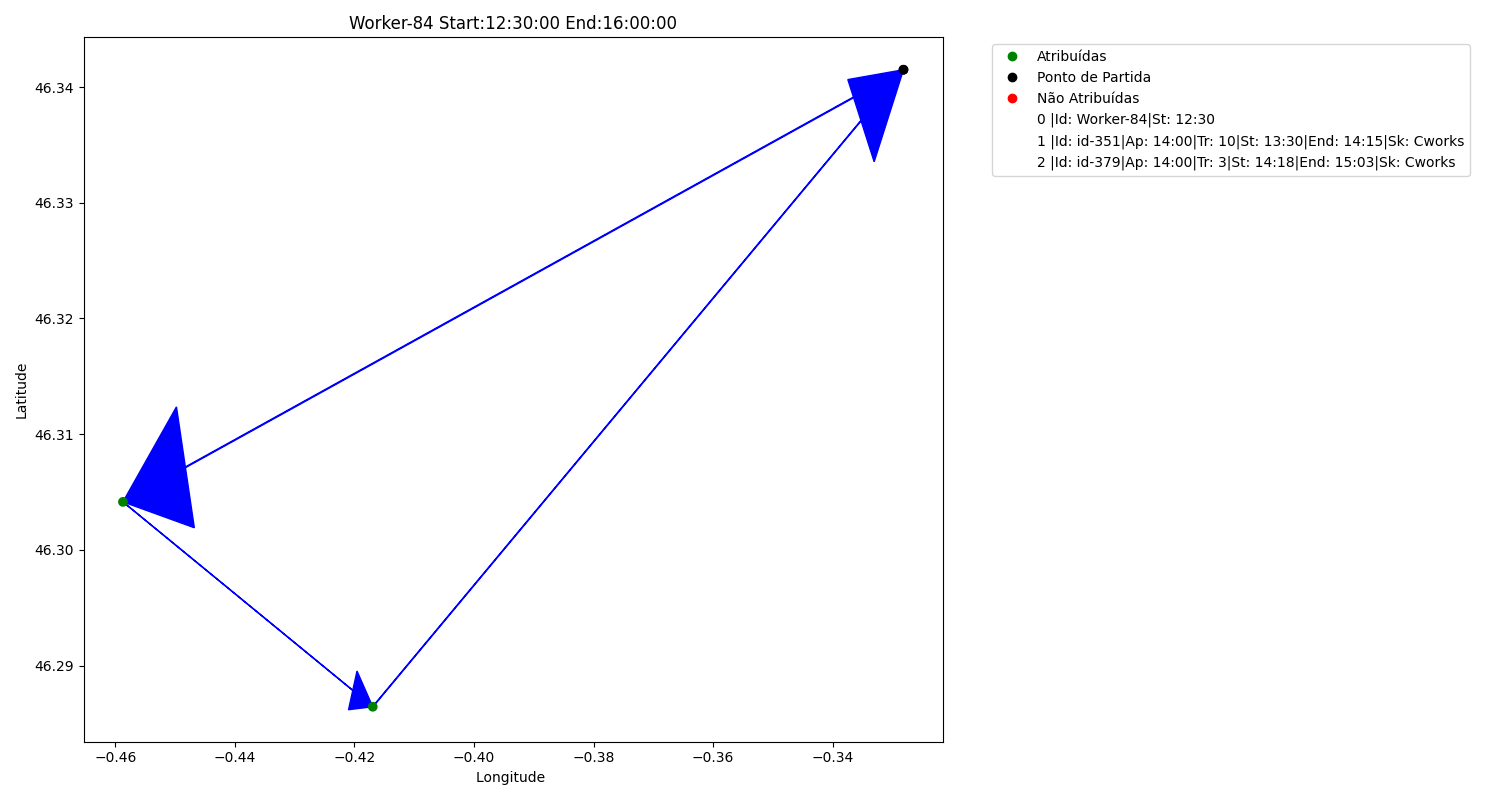 Worker-84 Start:12:30:00 End:16:00:00
Atribuídas
Ponto de Partida
Não Atribuídas
0 |Id: Worker-84|St: 12:30
1 |Id: id-351|Ap: 14:00|Tr: 10|St: 13:30|End: 14:15|Sk: Cworks
2 |Id: id-379|Ap: 14:00|Tr: 3|St: 14:18|End: 15:03|Sk: Cworks
46.34
46.33
46.32
46.31
46.30
46.29
Latitude
−0.46 −0.44 −0.42 −0.40 −0.38 −0.36 −0.34
Longitude